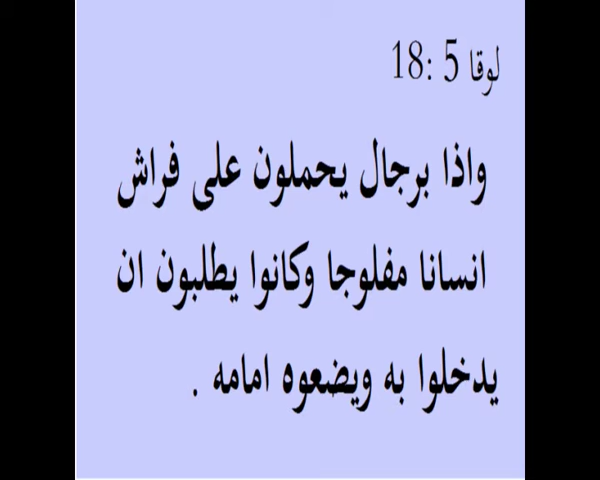 لوقا 5 :18
واذا برجال يحملون على فراش
انسانا مفلوجا وكانوا يطلبون ان
يدخلوا به ويضعوه امامه .